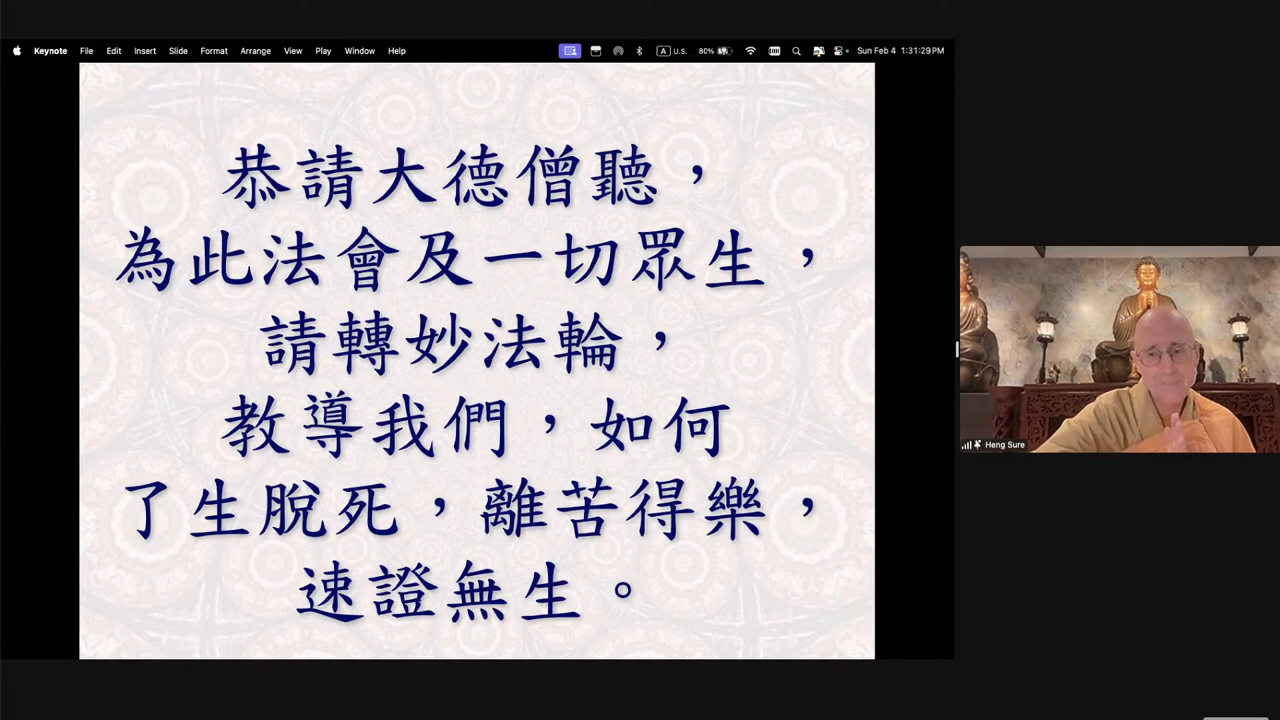 Keynote File Edit Insert Slide Format Arrange View Play Window Help A U.S. 80% Sun Feb 4 1:31:29 PM
恭請大德僧聽，
為此法會及一切眾生，
請轉妙法輪，
教導我們，如何
了生脫死，離苦得樂，
速證無生。
Heng Sure